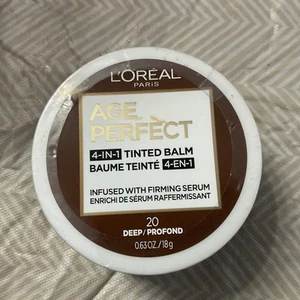 L'ORÉAL
PARIS
AGE
PERFECT
4-IN-1 TINTED BALM
BAUME TEINTÉ 4-EN-1
INFUSED WITH FIRMING SERUM
ENRICHI DE SÉRUM RAFFERMISSANT
20
DEEP/PROFOND
0.63 OZ./18g